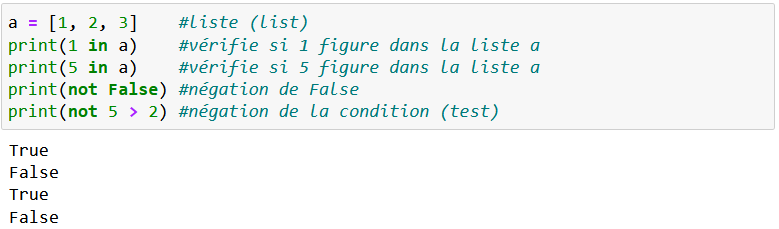 a = [1, 2, 3]    #liste (list)
print(1 in a)    #vérifie si 1 figure dans la liste a
print(5 in a)    #vérifie si 5 figure dans la liste a
print(not False) #négation de False
print(not 5 > 2) #négation de la condition (test)
True
False
True
False